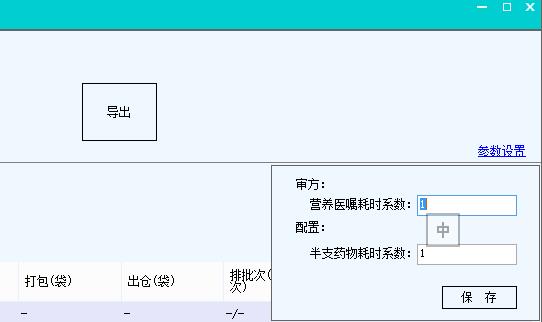 导出
参数设置
审方：
营养医嘱耗时系数：1
中
配置：
半支药物耗时系数：1
保 存
打包(袋)
出仓(袋)
排批次(
次)
-
-
-/-